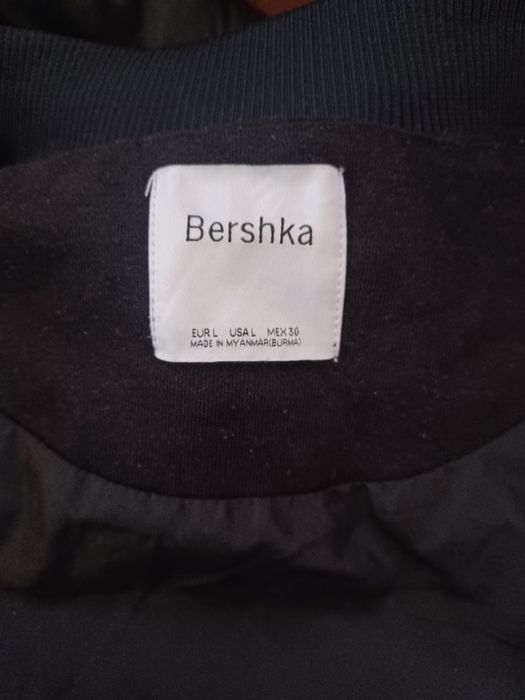 Bershka
EUR L USA L MEX 30
MADE IN MYANMAR(BURMA)